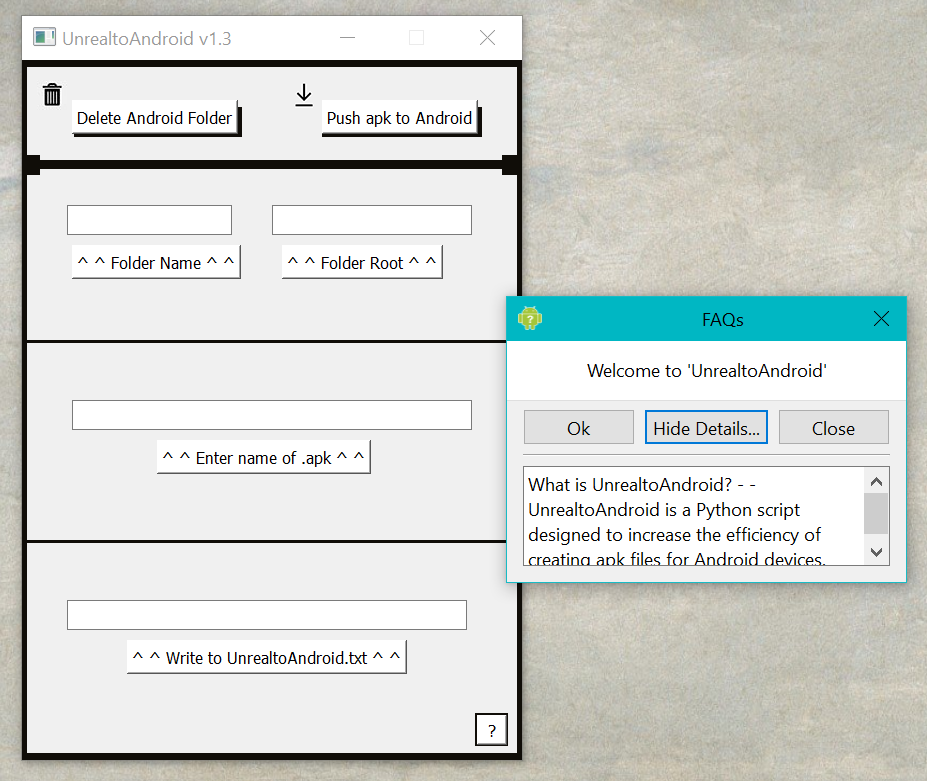 UnrealtoAndroid v1.3
Delete Android Folder
Push apk to Android
^ ^ Folder Name ^ ^
^ ^ Folder Root ^ ^
^ ^ Enter name of .apk ^ ^
^ ^ Write to UnrealtoAndroid.txt ^ ^
?
FAQs
Welcome to 'UnrealtoAndroid'
Ok
Hide Details...
Close
What is UnrealtoAndroid? - -
UnrealtoAndroid is a Python script
designed to increase the efficiency of
creating apk files for Android devices.